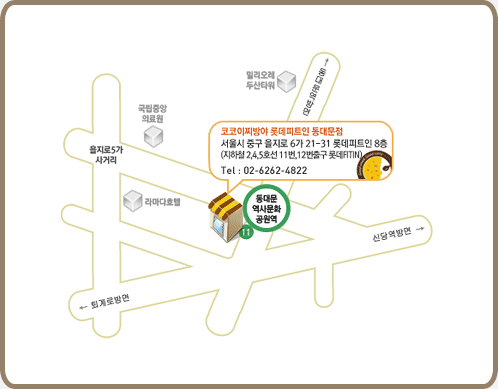 밀리오레
두산타워
← 동대문방면
국립중앙
의료원
을지로5가
사거리
코코이찌방야 롯데피트인 동대문점
서울시 중구 을지로 6가 21-31 롯데피트인 8층
(지하철 2,4,5호선 11번,12번출구 롯데FITIN)
Tel : 02-6262-4822
라마다호텔
동대문
역사문화
공원역
11
신당역방면 →
← 퇴계로방면